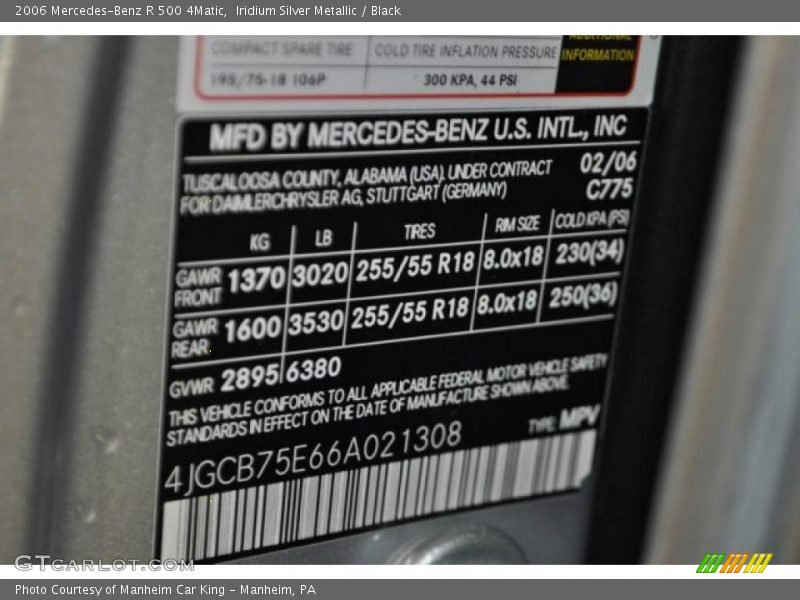 2006 Mercedes-Benz R 500 4Matic,  Iridium Silver Metallic / Black
COMPACT SPARE TIRE COLD TIRE INFLATION PRESSURE ADDITIONAL INFORMATION
195/75-18 106P 300 KPA, 44 PSI
MFD BY MERCEDES-BENZ U.S. INTL., INC
TUSCALOOSA COUNTY, ALABAMA (USA). UNDER CONTRACT 02/06
FOR DAIMLERCHRYSLER AG, STUTTGART (GERMANY) C775
KG LB TIRES RIM SIZE COLD KPA (PSI)
GAWR FRONT 1370 3020 255/55 R18 8.0x18 230(34)
GAWR REAR 1600 3530 255/55 R18 8.0x18 250(36)
GVWR 2895 6380
THIS VEHICLE CONFORMS TO ALL APPLICABLE FEDERAL MOTOR VEHICLE SAFETY
STANDARDS IN EFFECT ON THE DATE OF MANUFACTURE SHOWN ABOVE.
TYPE: MPV
4JGCB75E66A021308
GTcarlot.com
Photo Courtesy of Manheim Car King - Manheim, PA